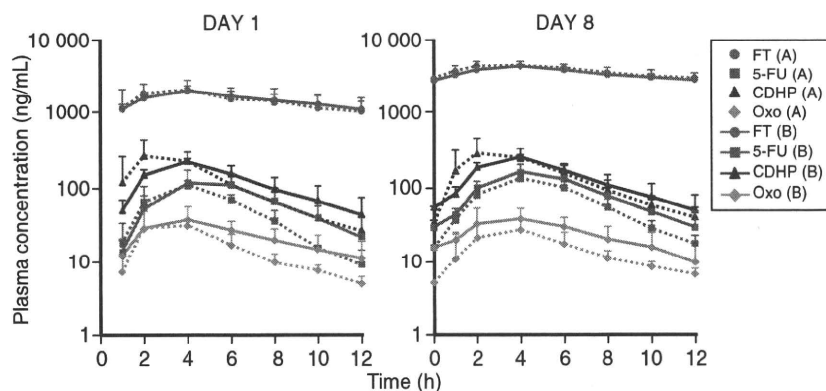 DAY 1
DAY 8
Plasma concentration (ng/mL)
10 000
1000
100
10
1
0 2 4 6 8 10 12
10 000
1000
100
10
1
0 2 4 6 8 10 12
Time (h)
FT (A)
5-FU (A)
CDHP (A)
Oxo (A)
FT (B)
5-FU (B)
CDHP (B)
Oxo (B)